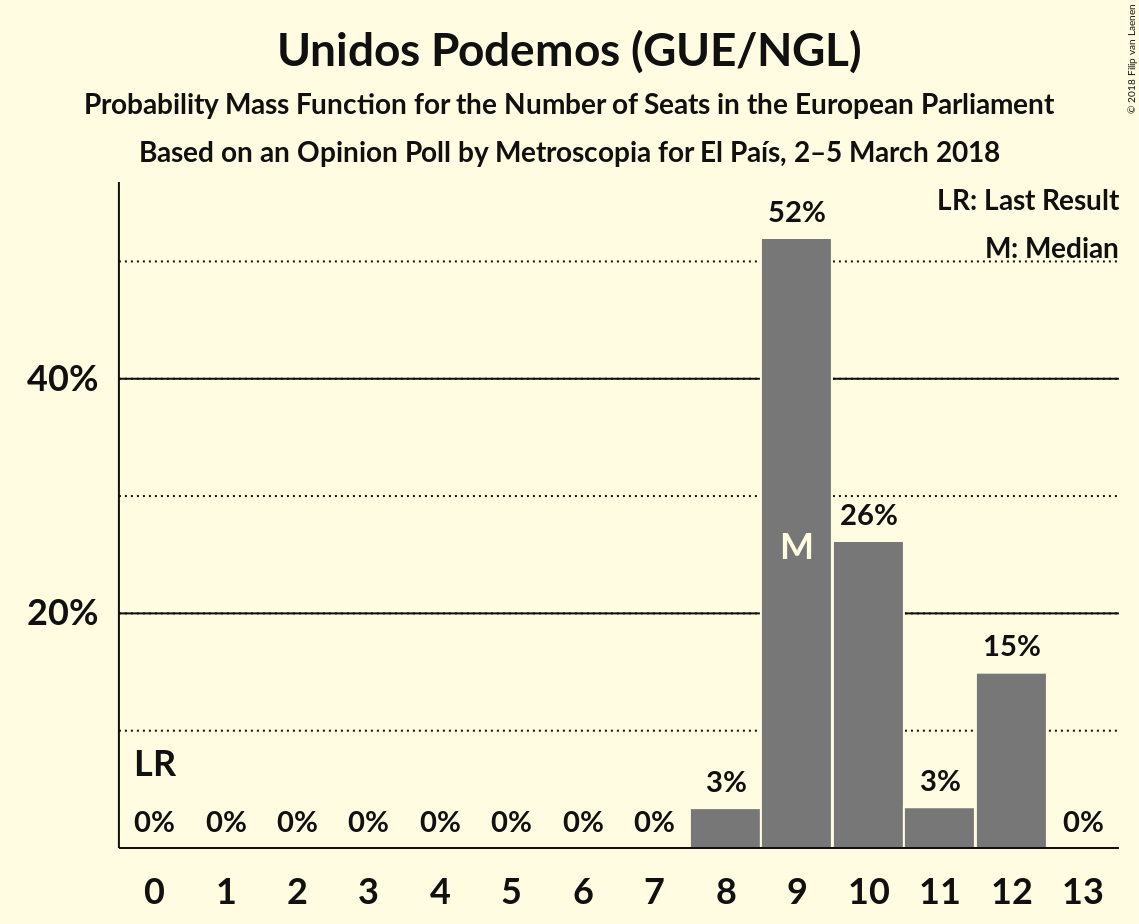 Unidos Podemos (GUE/NGL)
Probability Mass Function for the Number of Seats in the European Parliament
Based on an Opinion Poll by Metroscopia for El País, 2–5 March 2018
© 2018 Filip van Laenen
LR: Last Result
M: Median
52%
40%
26%
M
20%
15%
LR
3%
3%
0% 0% 0% 0% 0% 0% 0% 0% 0%
0 1 2 3 4 5 6 7 8 9 10 11 12 13